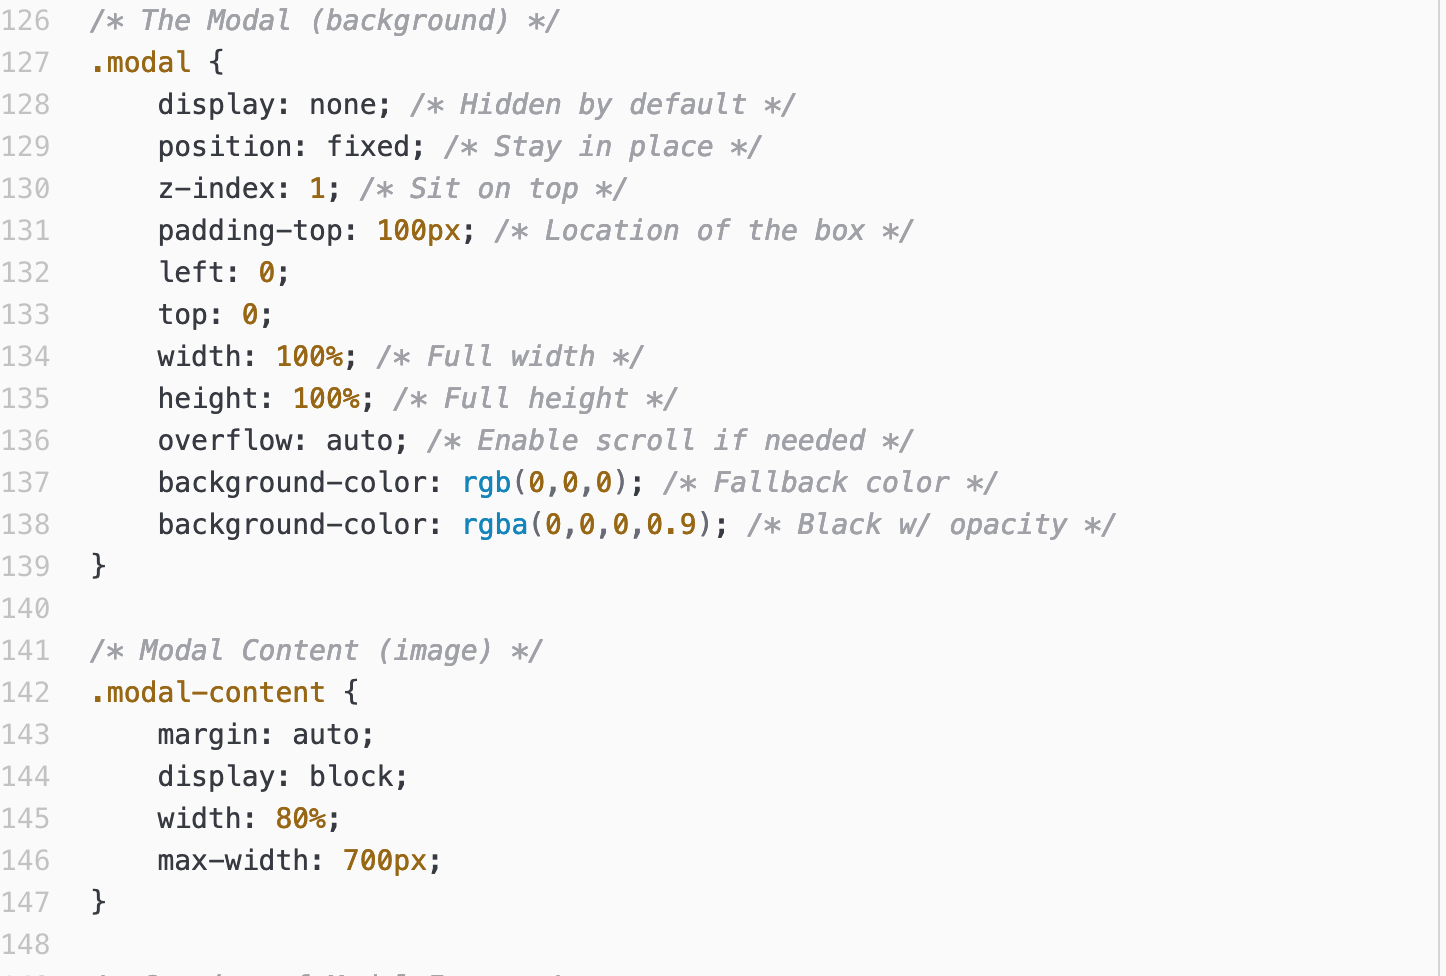 126 /* The Modal (background) */
127 .modal {
128     display: none; /* Hidden by default */
129     position: fixed; /* Stay in place */
130     z-index: 1; /* Sit on top */
131     padding-top: 100px; /* Location of the box */
132     left: 0;
133     top: 0;
134     width: 100%; /* Full width */
135     height: 100%; /* Full height */
136     overflow: auto; /* Enable scroll if needed */
137     background-color: rgb(0,0,0); /* Fallback color */
138     background-color: rgba(0,0,0,0.9); /* Black w/ opacity */
139 }
140
141 /* Modal Content (image) */
142 .modal-content {
143     margin: auto;
144     display: block;
145     width: 80%;
146     max-width: 700px;
147 }
148